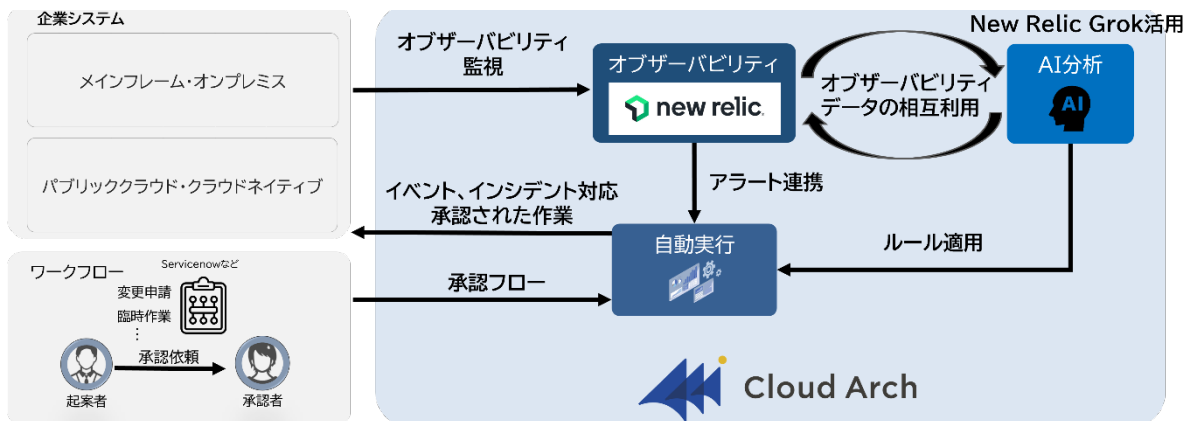 企業システム
メインフレーム・オンプレミス
パブリッククラウド・クラウドネイティブ
ワークフロー
Servicenowなど
変更申請
臨時作業
⋮
承認依頼
起案者
承認者
オブザーバビリティ
監視
イベント、インシデント対応
承認された作業
承認フロー
オブザーバビリティ
new relic.
アラート連携
自動実行
オブザーバビリティ
データの相互利用
New Relic Grok活用
AI分析
AI
ルール適用
Cloud Arch